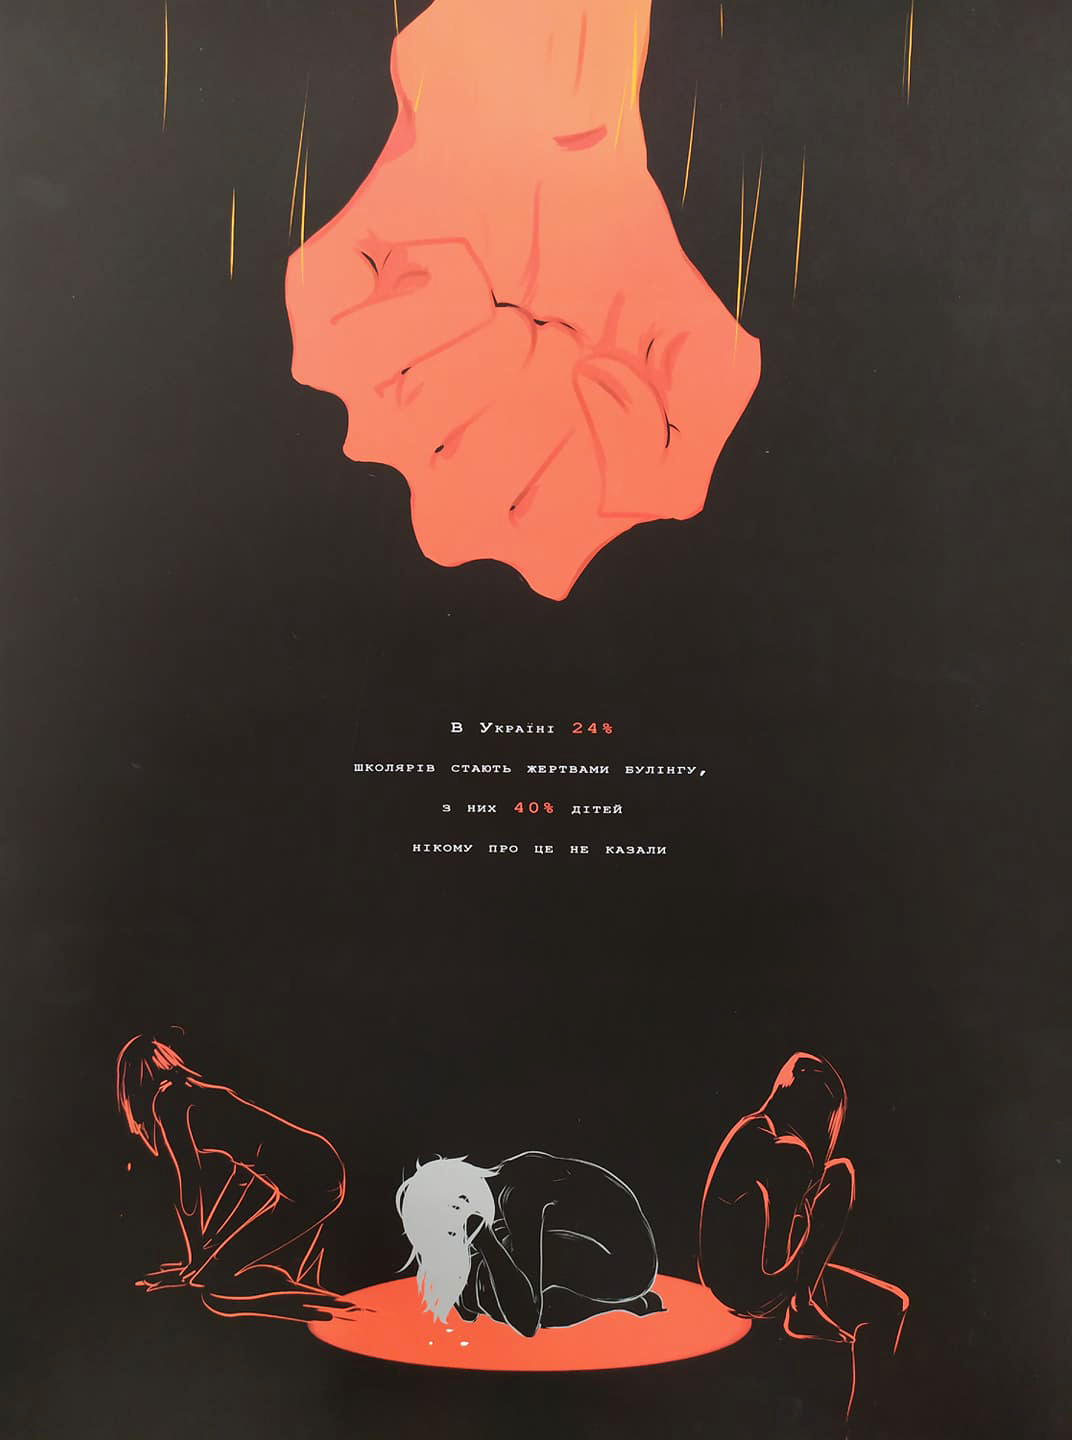 В Україні 24%
школярів стають жертвами булінгу,
з них 40% дітей
нікому про це не казали